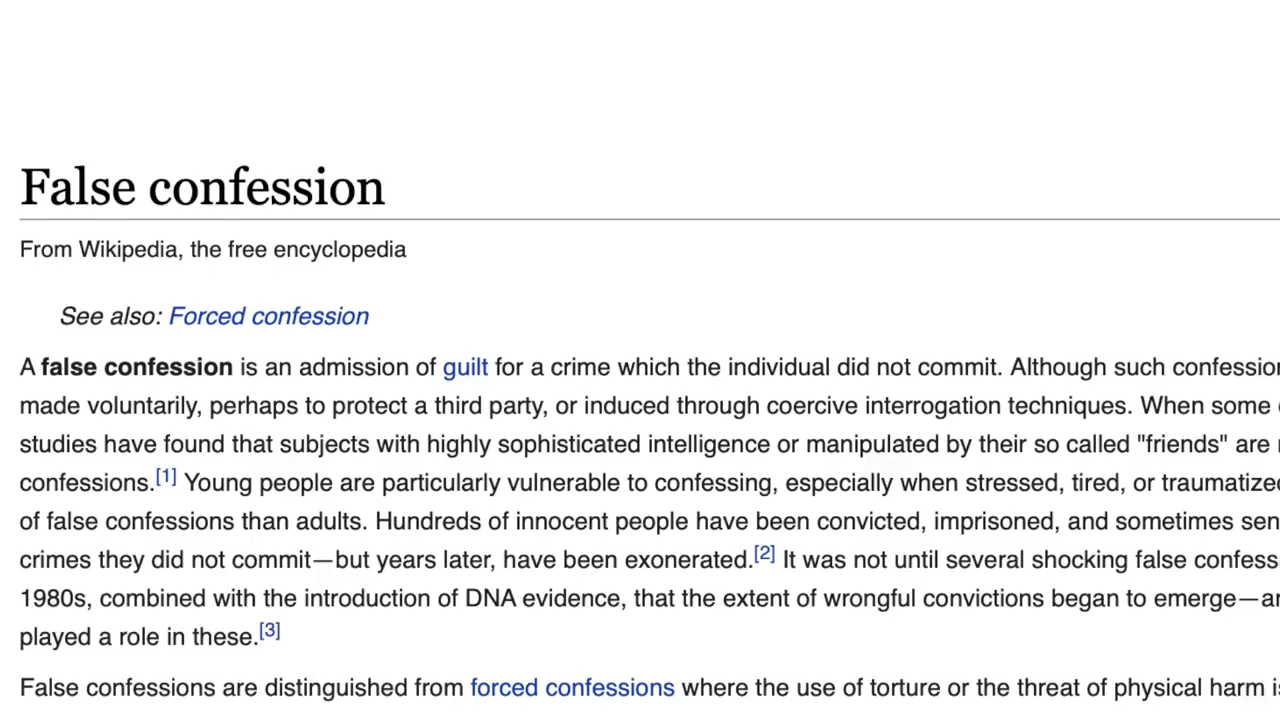 False confession
From Wikipedia, the free encyclopedia
See also: Forced confession
A false confession is an admission of guilt for a crime which the individual did not commit. Although such confession
made voluntarily, perhaps to protect a third party, or induced through coercive interrogation techniques. When some
studies have found that subjects with highly sophisticated intelligence or manipulated by their so called "friends" are
confessions.[1] Young people are particularly vulnerable to confessing, especially when stressed, tired, or traumatized
of false confessions than adults. Hundreds of innocent people have been convicted, imprisoned, and sometimes sen
crimes they did not commit—but years later, have been exonerated.[2] It was not until several shocking false confess
1980s, combined with the introduction of DNA evidence, that the extent of wrongful convictions began to emerge—an
played a role in these.[3]
False confessions are distinguished from forced confessions where the use of torture or the threat of physical harm is